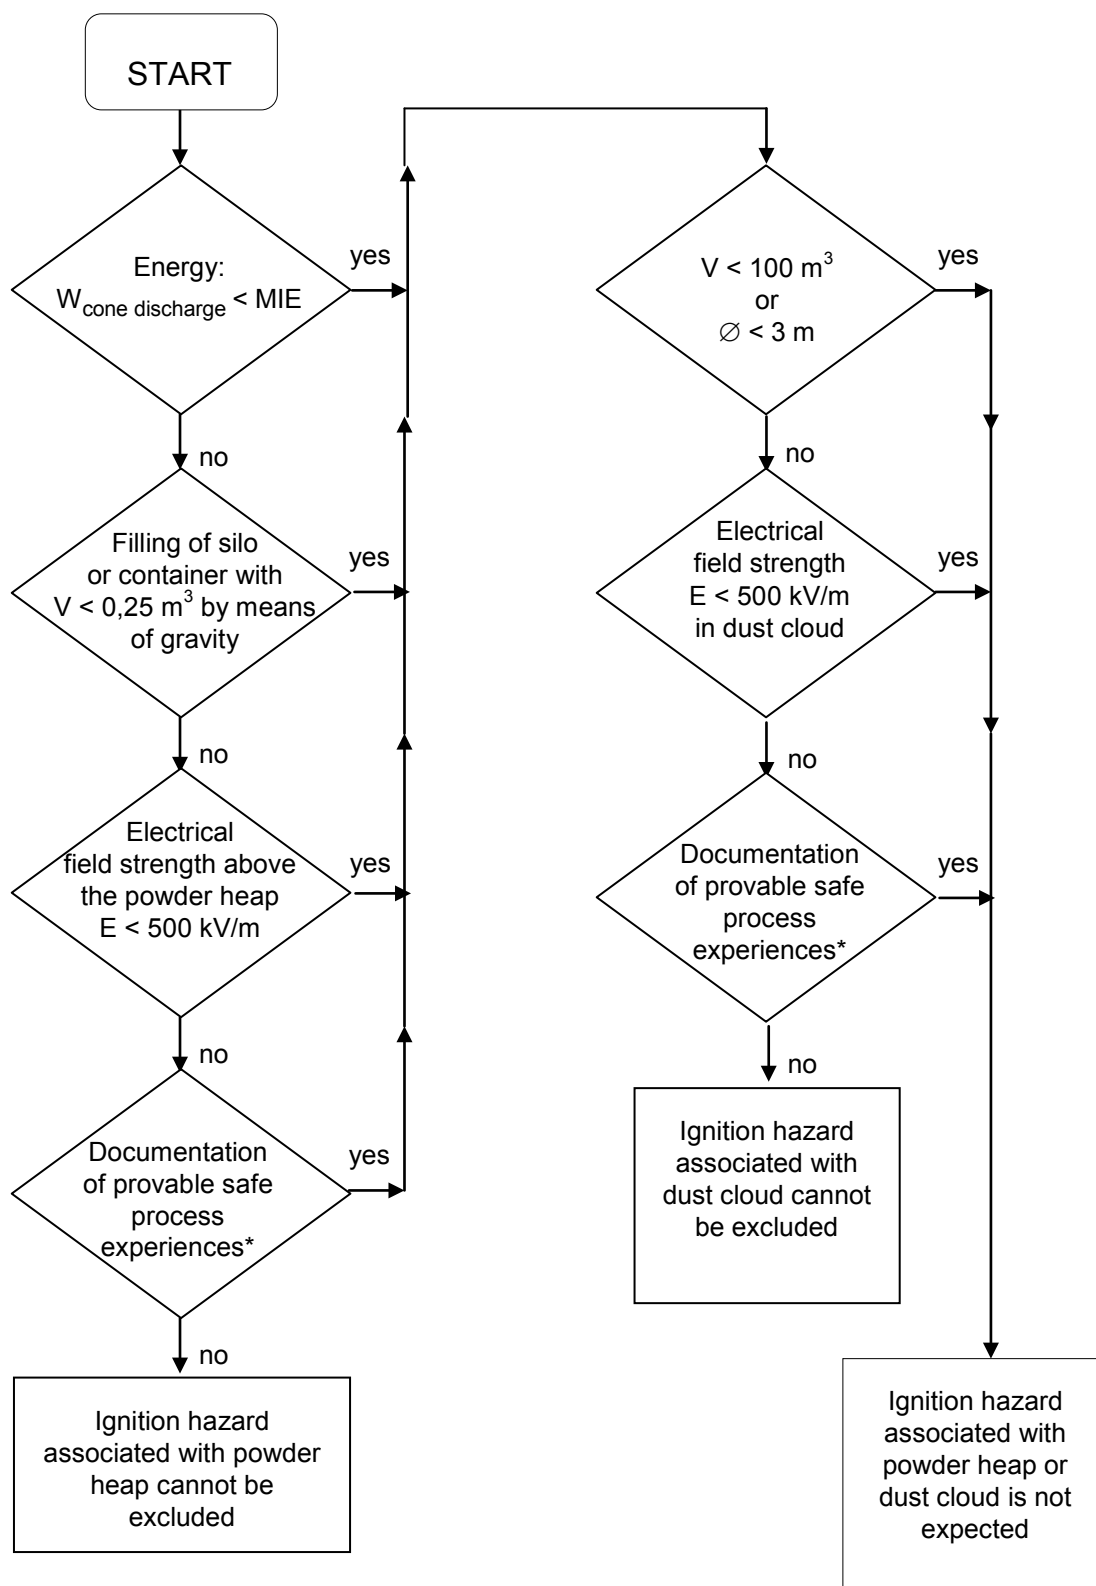 START
Energy:
W cone discharge < MIE
yes
no
Filling of silo
or container with
V < 0,25 m³ by means
of gravity
yes
no
Electrical
field strength above
the powder heap
E < 500 kV/m
yes
no
Documentation
of provable safe
process
experiences*
yes
no
Ignition hazard
associated with powder
heap cannot be
excluded
V < 100 m³
or
∅ < 3 m
yes
no
Electrical
field strength
E < 500 kV/m
in dust cloud
yes
no
Documentation
of provable safe
process
experiences*
yes
no
Ignition hazard
associated with
dust cloud cannot
be excluded
Ignition hazard
associated with
powder heap or
dust cloud is not
expected